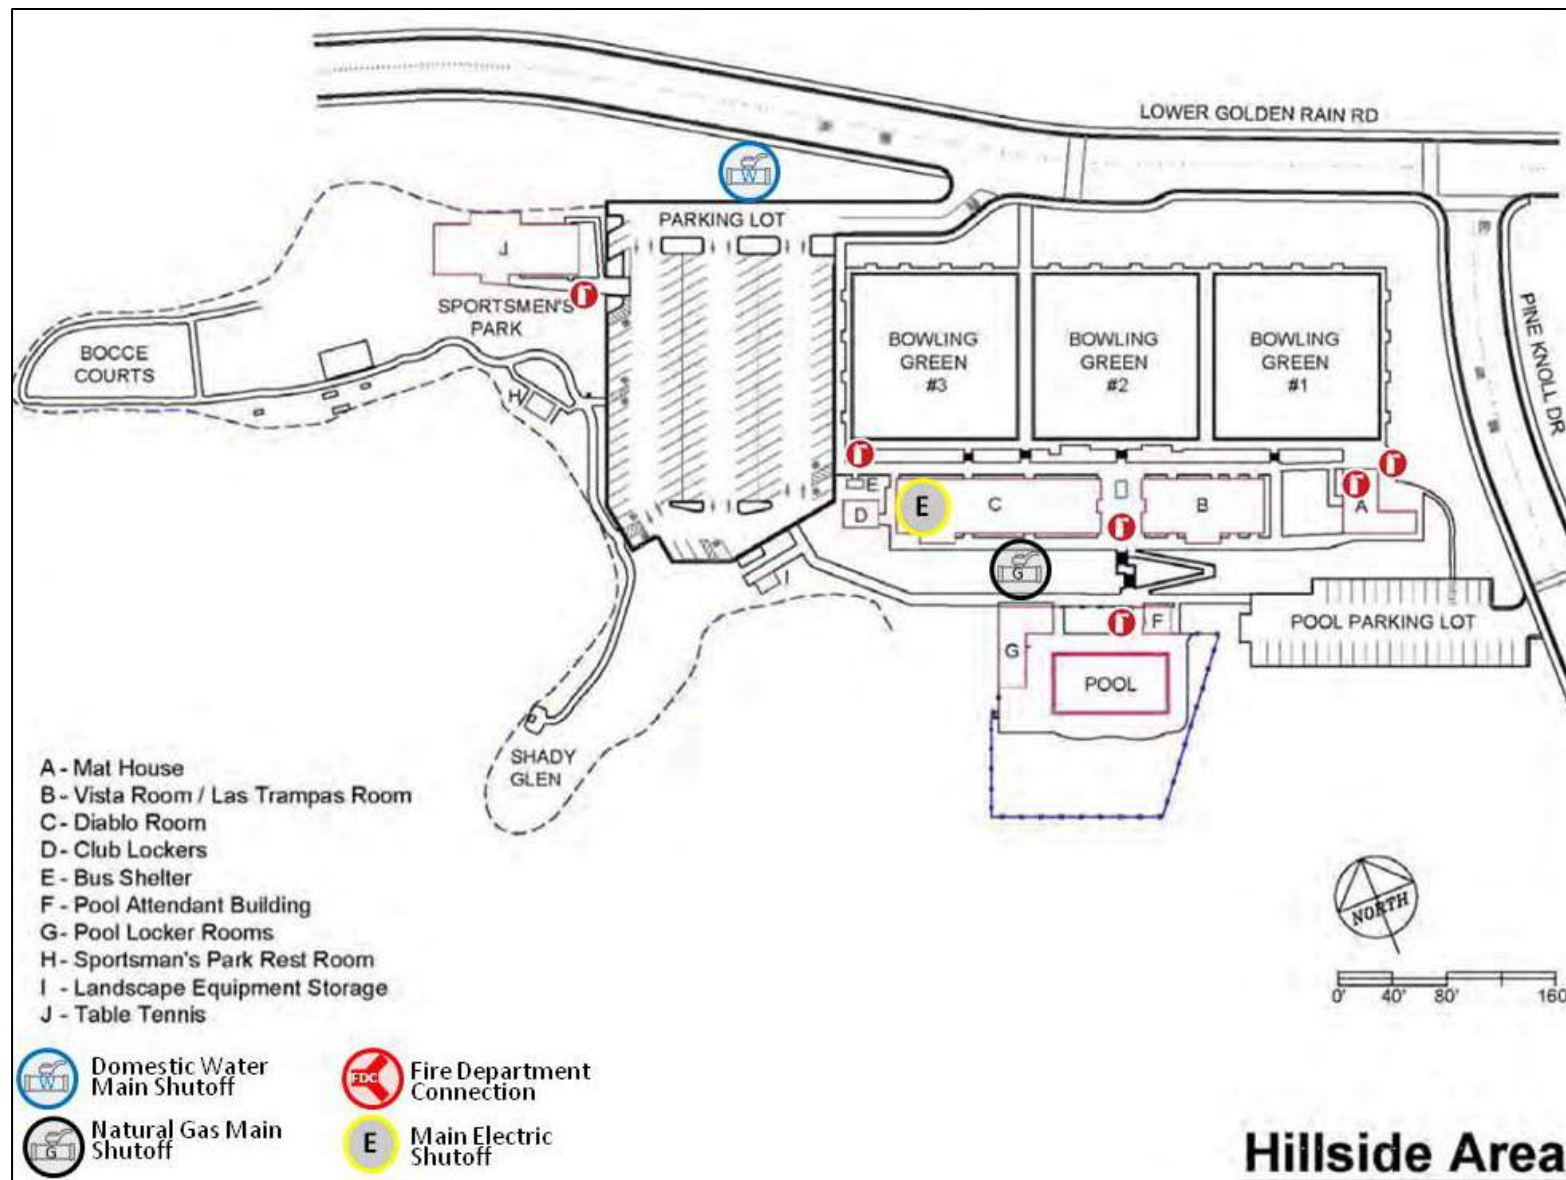 LOWER GOLDEN RAIN RD
W
PARKING LOT
J
SPORTSMEN'S
PARK
PINE KNOLL DR
BOCCE
COURTS
BOWLING
GREEN
#3
BOWLING
GREEN
#2
BOWLING
GREEN
#1
H
E
D
E
C
B
A
G
I
F
G
POOL PARKING LOT
POOL
SHADY
GLEN
A - Mat House
B - Vista Room / Las Trampas Room
C - Diablo Room
D - Club Lockers
E - Bus Shelter
F - Pool Attendant Building
G - Pool Locker Rooms
H - Sportsman's Park Rest Room
I - Landscape Equipment Storage
J - Table Tennis
NORTH
0' 40' 80' 160
W
Domestic Water
Main Shutoff
FDC
Fire Department
Connection
G
Natural Gas Main
Shutoff
E
Main Electric
Shutoff
Hillside Area